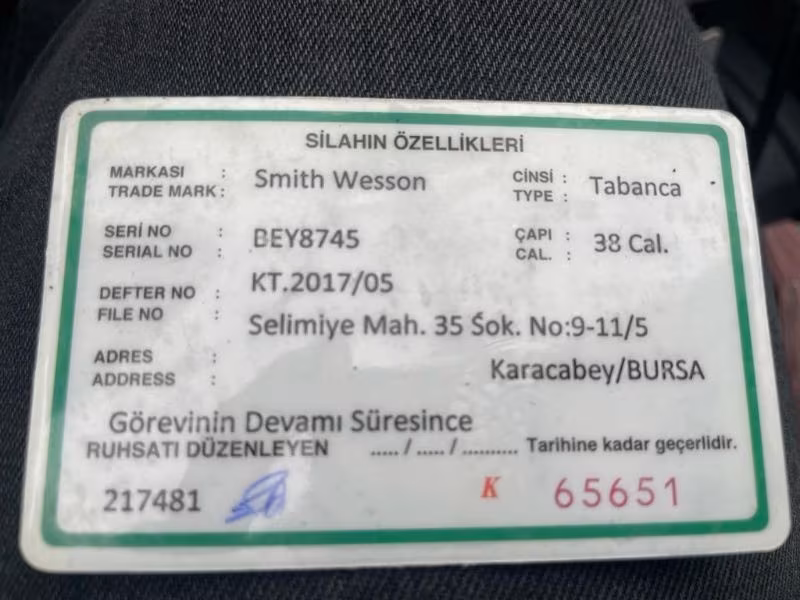 SİLAHIN ÖZELLİKLERİ
MARKASI : Smith Wesson CİNSİ : Tabanca
TRADE MARK : TYPE :
SERİ NO : BEY8745 ÇAPI : 38 Cal.
SERIAL NO : CAL. :
DEFTER NO : KT.2017/05
FILE NO :
Selimiye Mah. 35 Sok. No:9-11/5
ADRES :
ADDRESS : Karacabey/BURSA
Görevinin Devamı Süresince
RUHSATI DÜZENLEYEN ...../...../.......... Tarihine kadar geçerlidir.
217481 K 65651